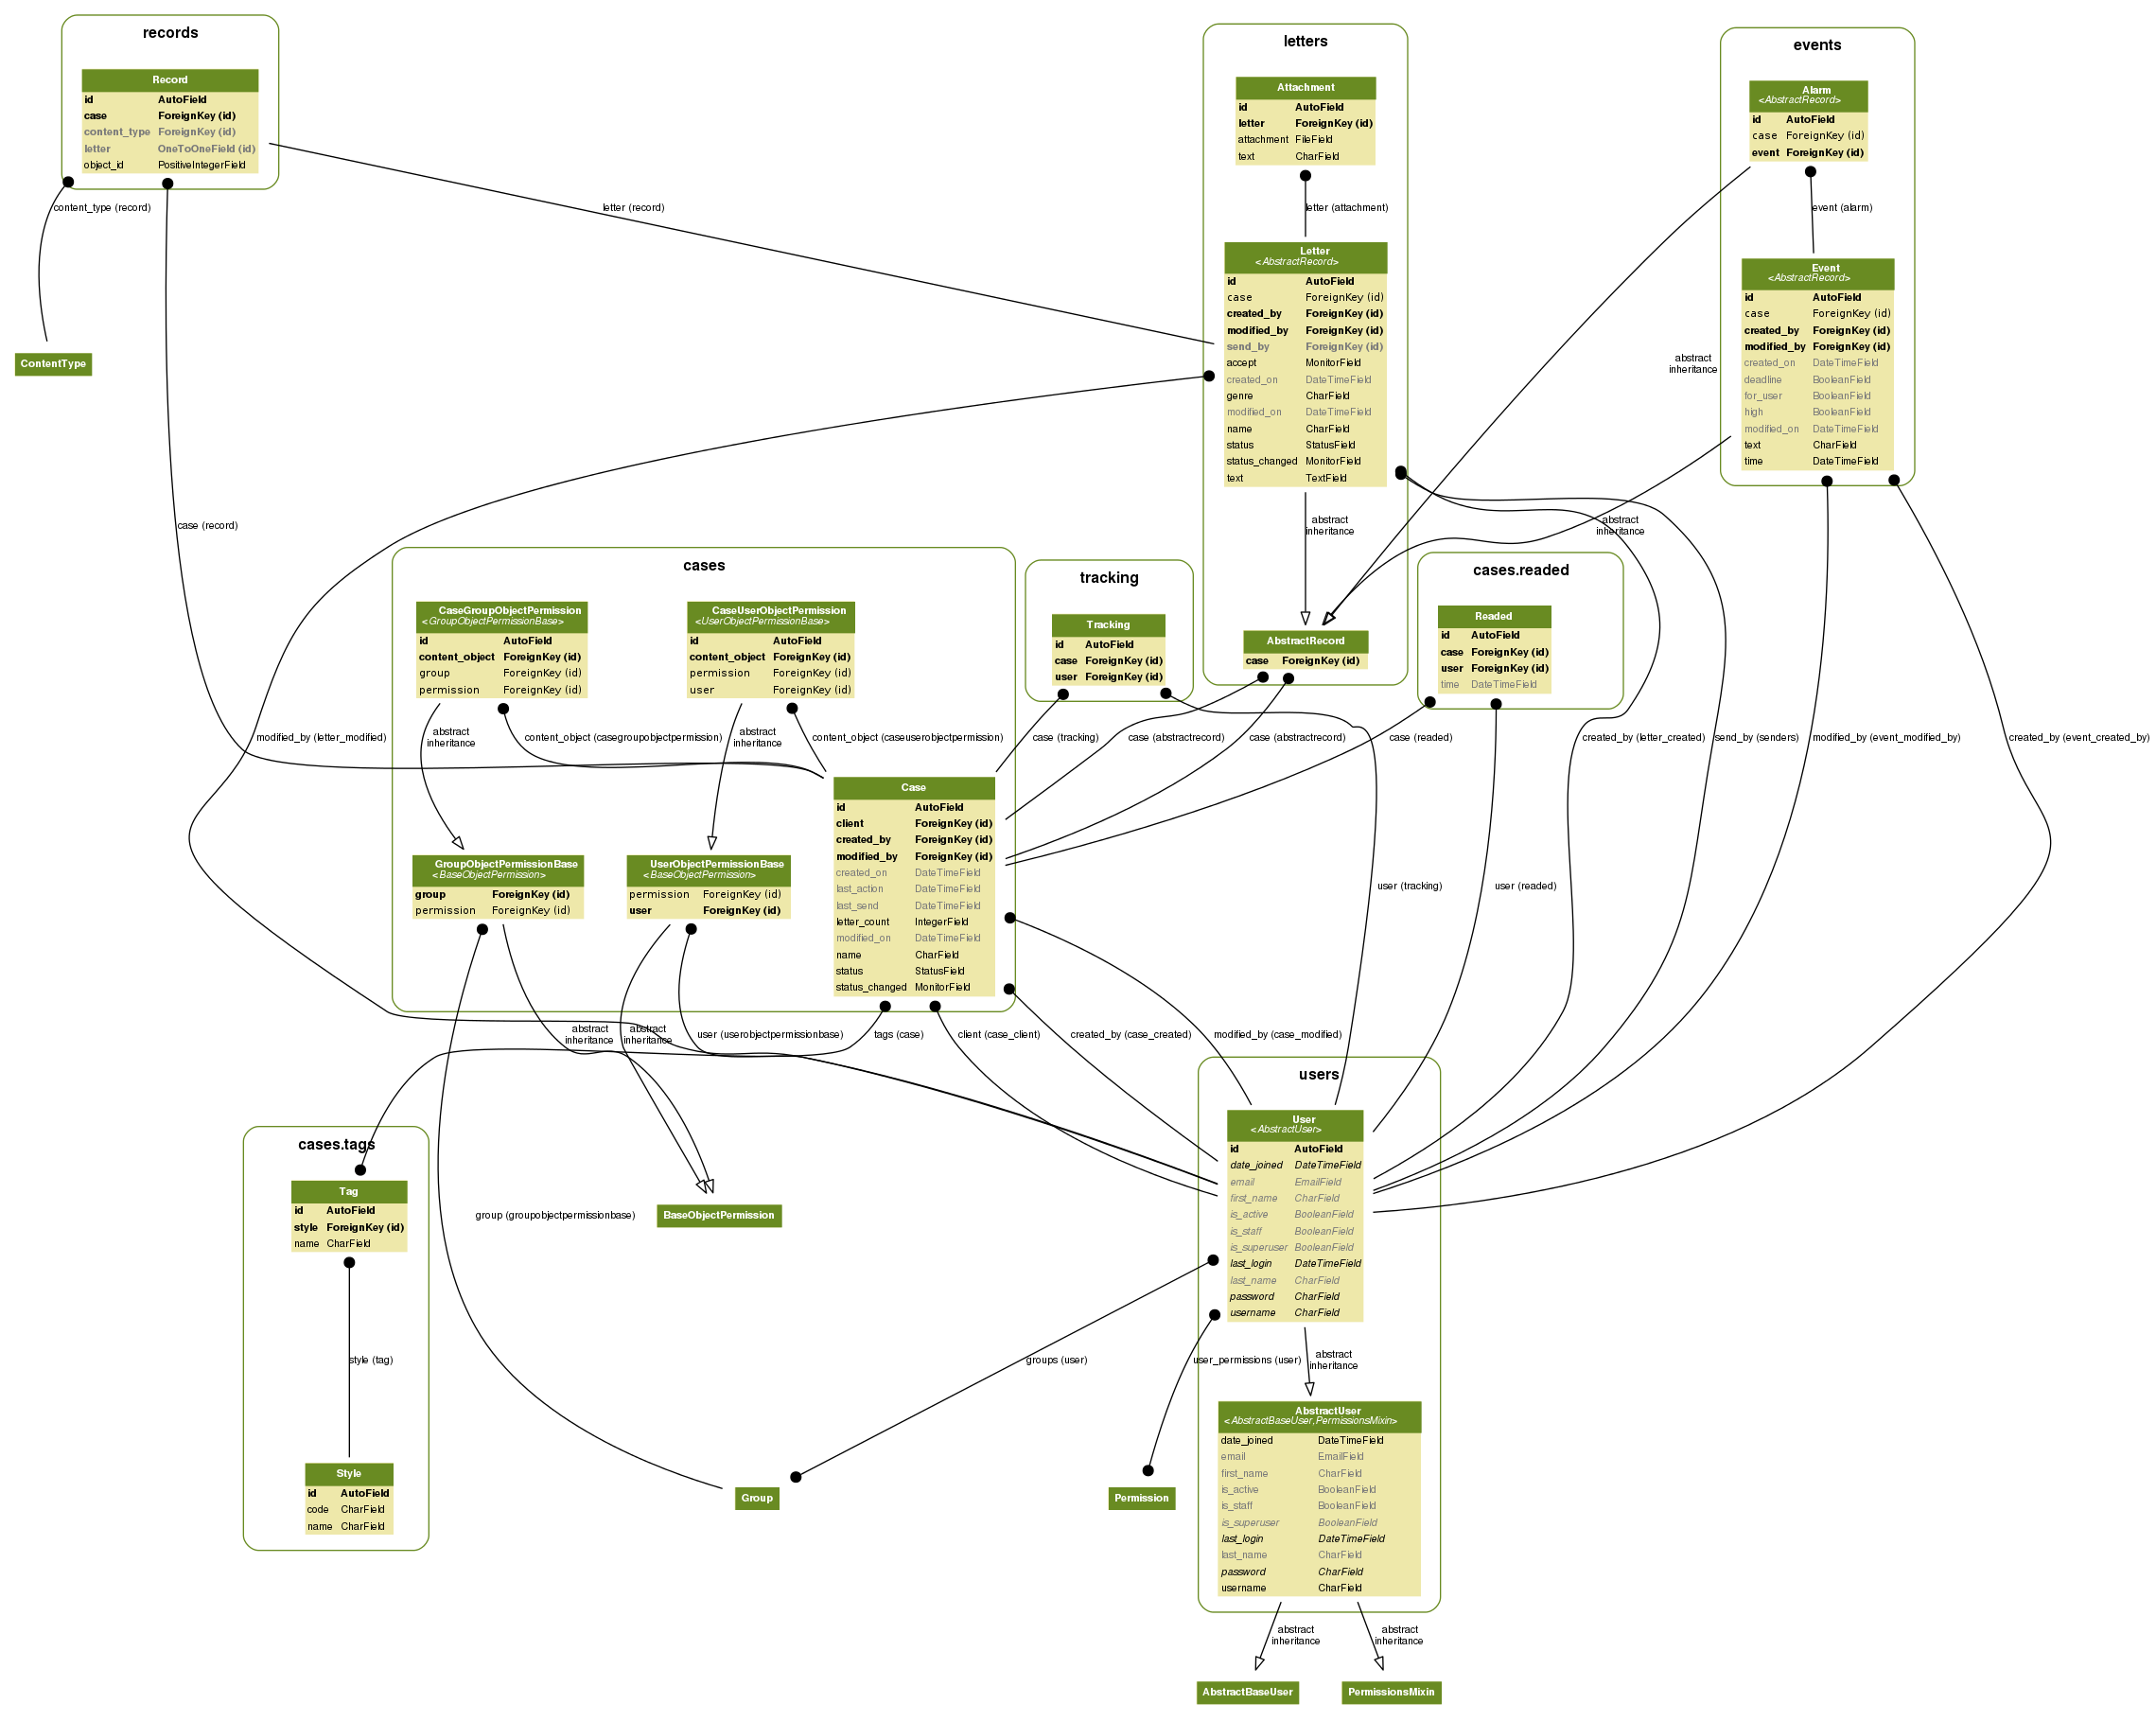 records
Record
id AutoField
case ForeignKey (id)
content_type ForeignKey (id)
letter OneToOneField (id)
object_id PositiveIntegerField
letters
Attachment
id AutoField
letter ForeignKey (id)
attachment FileField
text CharField
events
Alarm
<AbstractRecord>
id AutoField
case ForeignKey (id)
event ForeignKey (id)
content_type (record)
letter (record)
letter (attachment)
event (alarm)
ContentType
Letter
<AbstractRecord>
id AutoField
case ForeignKey (id)
created_by ForeignKey (id)
modified_by ForeignKey (id)
send_by ForeignKey (id)
accept MonitorField
created_on DateTimeField
genre CharField
modified_on DateTimeField
name CharField
status StatusField
status_changed MonitorField
text TextField
Event
<AbstractRecord>
id AutoField
case ForeignKey (id)
created_by ForeignKey (id)
modified_by ForeignKey (id)
created_on DateTimeField
deadline BooleanField
for_user BooleanField
high BooleanField
modified_on DateTimeField
text CharField
time DateTimeField
abstract
inheritance
case (record)
abstract
inheritance
abstract
inheritance
cases
CaseGroupObjectPermission
<GroupObjectPermissionBase>
id AutoField
content_object ForeignKey (id)
group ForeignKey (id)
permission ForeignKey (id)
CaseUserObjectPermission
<UserObjectPermissionBase>
id AutoField
content_object ForeignKey (id)
permission ForeignKey (id)
user ForeignKey (id)
tracking
Tracking
id AutoField
case ForeignKey (id)
user ForeignKey (id)
AbstractRecord
case ForeignKey (id)
cases.readed
Readed
id AutoField
case ForeignKey (id)
user ForeignKey (id)
time DateTimeField
modified_by (letter_modified)
abstract
inheritance
content_object (casegroupobjectpermission)
abstract
inheritance
content_object (caseuserobjectpermission)
case (tracking)
case (abstractrecord)
case (abstractrecord)
case (readed)
created_by (letter_created)
send_by (senders)
modified_by (event_modified_by)
created_by (event_created_by)
Case
id AutoField
client ForeignKey (id)
created_by ForeignKey (id)
modified_by ForeignKey (id)
created_on DateTimeField
last_action DateTimeField
last_send DateTimeField
letter_count IntegerField
modified_on DateTimeField
name CharField
status StatusField
status_changed MonitorField
GroupObjectPermissionBase
<BaseObjectPermission>
group ForeignKey (id)
permission ForeignKey (id)
UserObjectPermissionBase
<BaseObjectPermission>
permission ForeignKey (id)
user ForeignKey (id)
user (tracking)
user (readed)
abstract
inheritance
abstract
inheritance
user (userobjectpermissionbase)
tags (case)
client (case_client)
created_by (case_created)
modified_by (case_modified)
cases.tags
Tag
id AutoField
style ForeignKey (id)
name CharField
group (groupobjectpermissionbase)
BaseObjectPermission
users
User
<AbstractUser>
id AutoField
date_joined DateTimeField
email EmailField
first_name CharField
is_active BooleanField
is_staff BooleanField
is_superuser BooleanField
last_login DateTimeField
last_name CharField
password CharField
username CharField
style (tag)
groups (user)
user_permissions (user)
abstract
inheritance
Style
id AutoField
code CharField
name CharField
Group
Permission
AbstractUser
<AbstractBaseUser,PermissionsMixin>
date_joined DateTimeField
email EmailField
first_name CharField
is_active BooleanField
is_staff BooleanField
is_superuser BooleanField
last_login DateTimeField
last_name CharField
password CharField
username CharField
abstract
inheritance
abstract
inheritance
AbstractBaseUser
PermissionsMixin